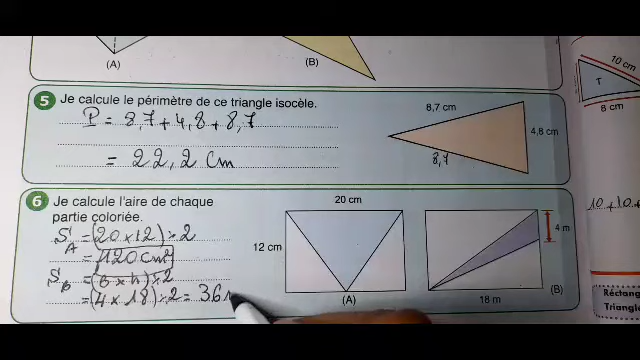 (A)
(B)
10 cm
T
8 cm
5 Je calcule le périmètre de ce triangle isocèle.
P = 8,7 + 4,8 + 8,7
= 22,2 cm
8,7 cm
4,8 cm
8,7
6 Je calcule l'aire de chaque
partie coloriée.
S_A = (20 × 12) : 2
= 120 cm²
S_B = (b × h) : 2
= (4 × 18) : 2 = 36
20 cm
12 cm
(A)
4 m
18 m
(B)
10 + 10 +